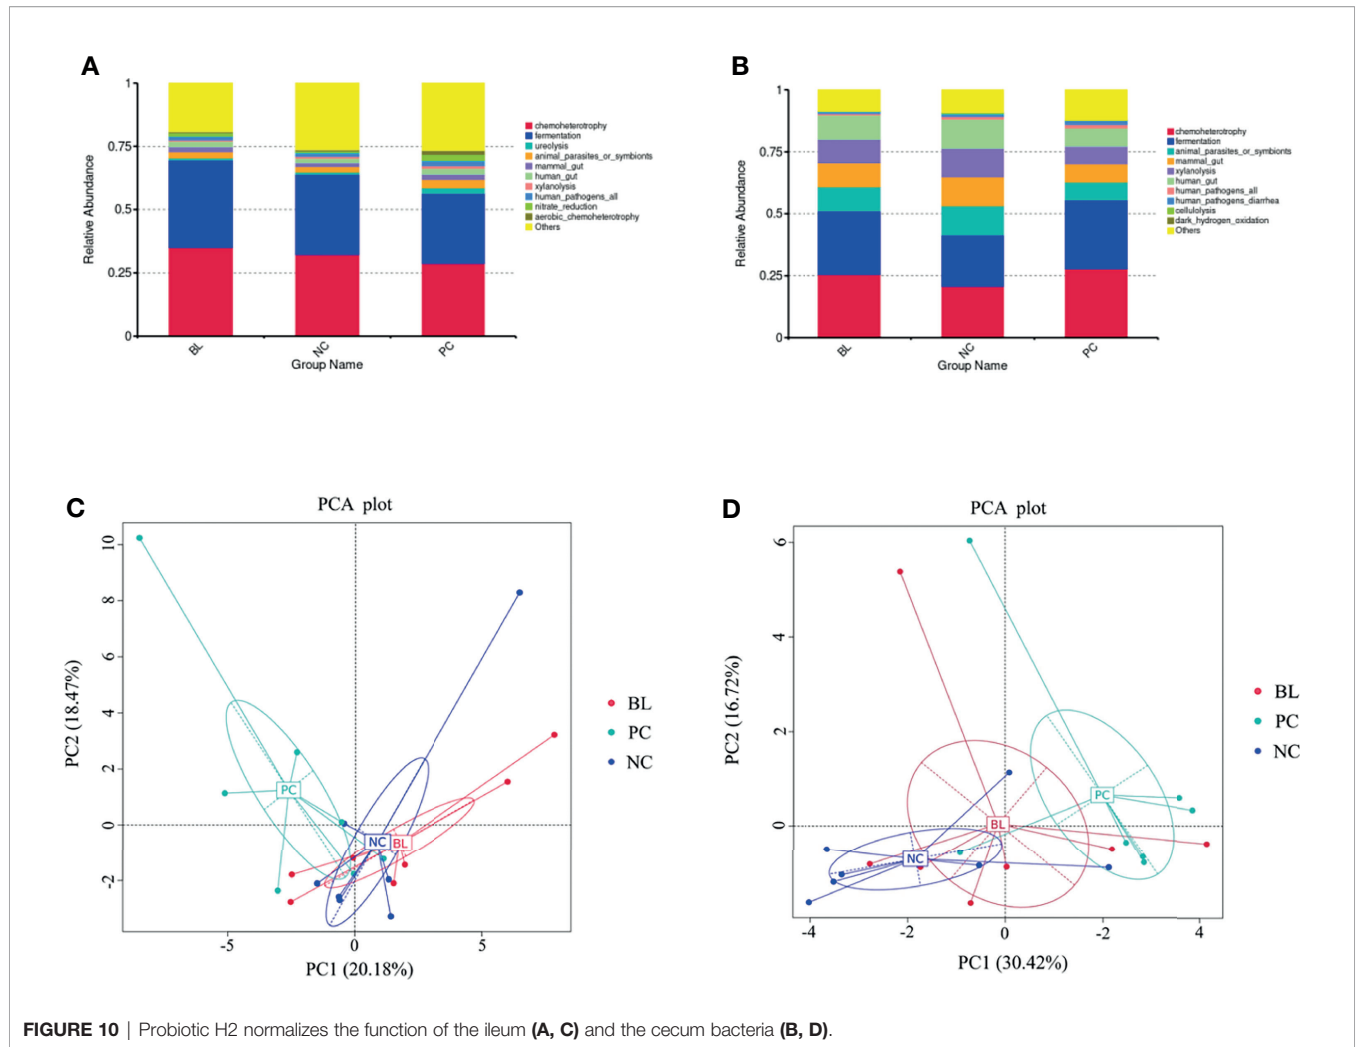 A
1
0.75
0.5
0.25
0
Relative Abundance
BL
NC
PC
Group Name
chemoheterotrophy
fermentation
ureolysis
animal_parasites_or_symbionts
mammal_gut
human_gut
xylanolysis
human_pathogens_all
nitrate_reduction
aerobic_chemoheterotrophy
Others
B
1
0.75
0.5
0.25
0
Relative Abundance
BL
NC
PC
Group Name
chemoheterotrophy
fermentation
animal_parasites_or_symbionts
mammal_gut
xylanolysis
human_gut
human_pathogens_all
human_pathogens_diarrhea
cellulolysis
dark_hydrogen_oxidation
Others
C
PCA plot
10
8
6
4
2
0
-2
PC2 (18.47%)
PC
NC
BL
-5
0
5
PC1 (20.18%)
BL
PC
NC
D
PCA plot
6
4
2
0
PC2 (16.72%)
PC
BL
NC
-4
-2
0
-2
4
PC1 (30.42%)
BL
PC
NC
FIGURE 10 | Probiotic H2 normalizes the function of the ileum (A, C) and the cecum bacteria (B, D).